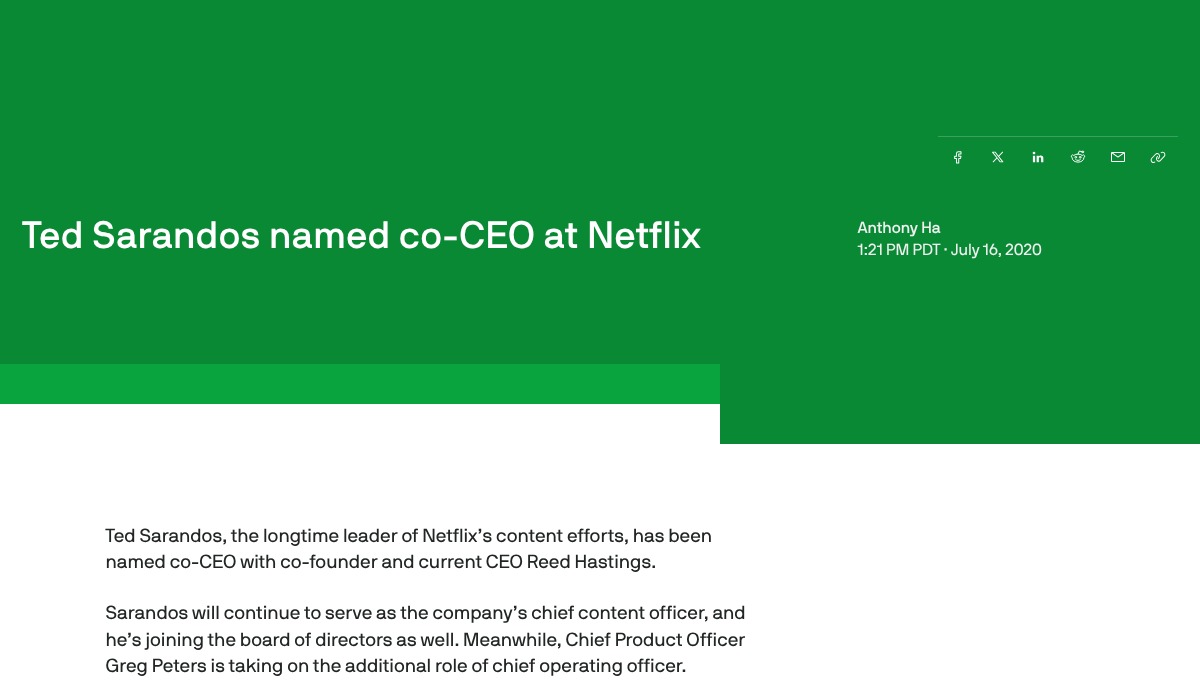 Ted Sarandos named co-CEO at Netflix
Anthony Ha
1:21 PM PDT · July 16, 2020
Ted Sarandos, the longtime leader of Netflix’s content efforts, has been
named co-CEO with co-founder and current CEO Reed Hastings.
Sarandos will continue to serve as the company’s chief content officer, and
he’s joining the board of directors as well. Meanwhile, Chief Product Officer
Greg Peters is taking on the additional role of chief operating officer.